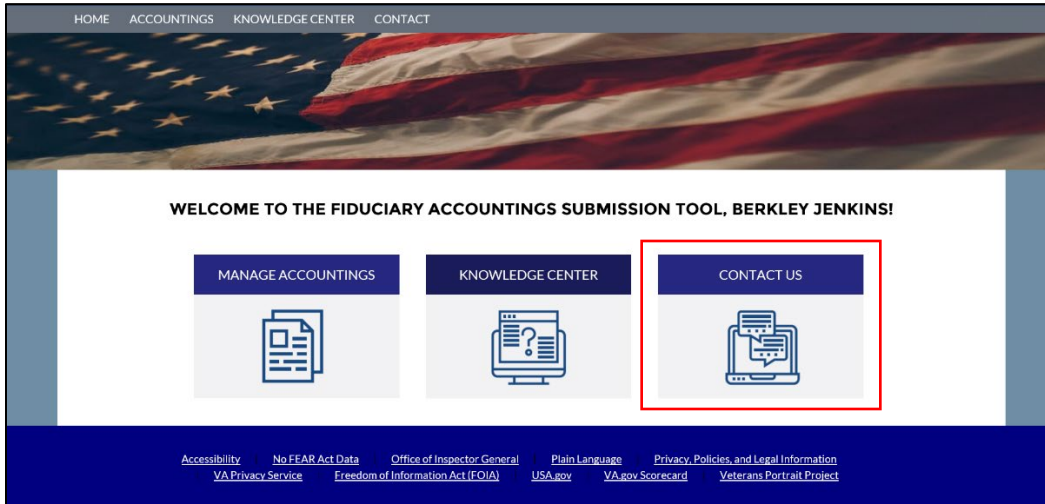 HOME ACCOUNTINGS KNOWLEDGE CENTER CONTACT
WELCOME TO THE FIDUCIARY ACCOUNTINGS SUBMISSION TOOL, BERKLEY JENKINS!
MANAGE ACCOUNTINGS KNOWLEDGE CENTER CONTACT US
?
Accessibility No FEAR Act Data Office of Inspector General Plain Language Privacy, Policies, and Legal Information
VA Privacy Service Freedom of Information Act (FOIA) USA.gov VA.gov Scorecard Veterans Portrait Project